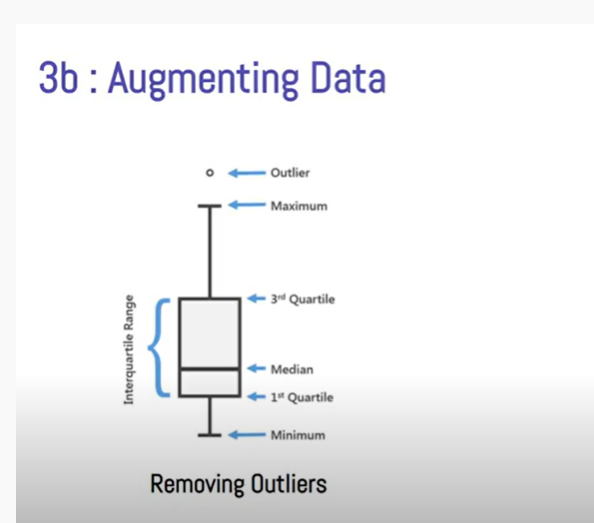 3b : Augmenting Data
Outlier
Maximum
Interquartile Range
3rd Quartile
Median
1st Quartile
Minimum
Removing Outliers